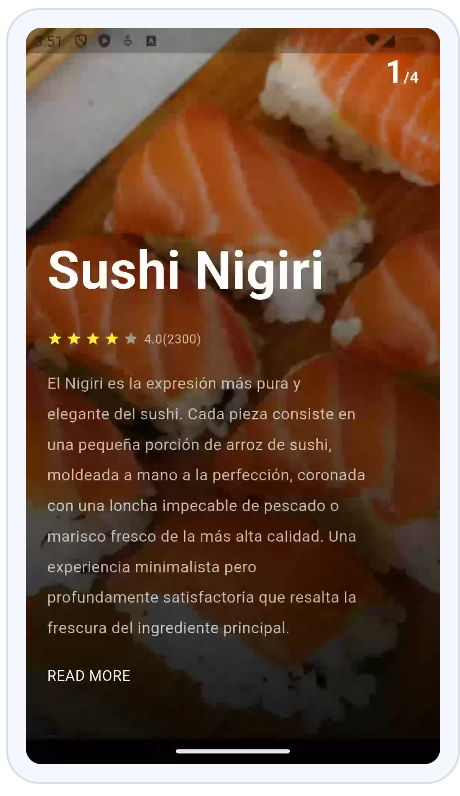 3:51
1/4
Sushi Nigiri
4.0(2300)
El Nigiri es la expresión más pura y
elegante del sushi. Cada pieza consiste en
una pequeña porción de arroz de sushi,
moldeada a mano a la perfección, coronada
con una loncha impecable de pescado o
marisco fresco de la más alta calidad. Una
experiencia minimalista pero
profundamente satisfactoria que resalta la
frescura del ingrediente principal.
READ MORE